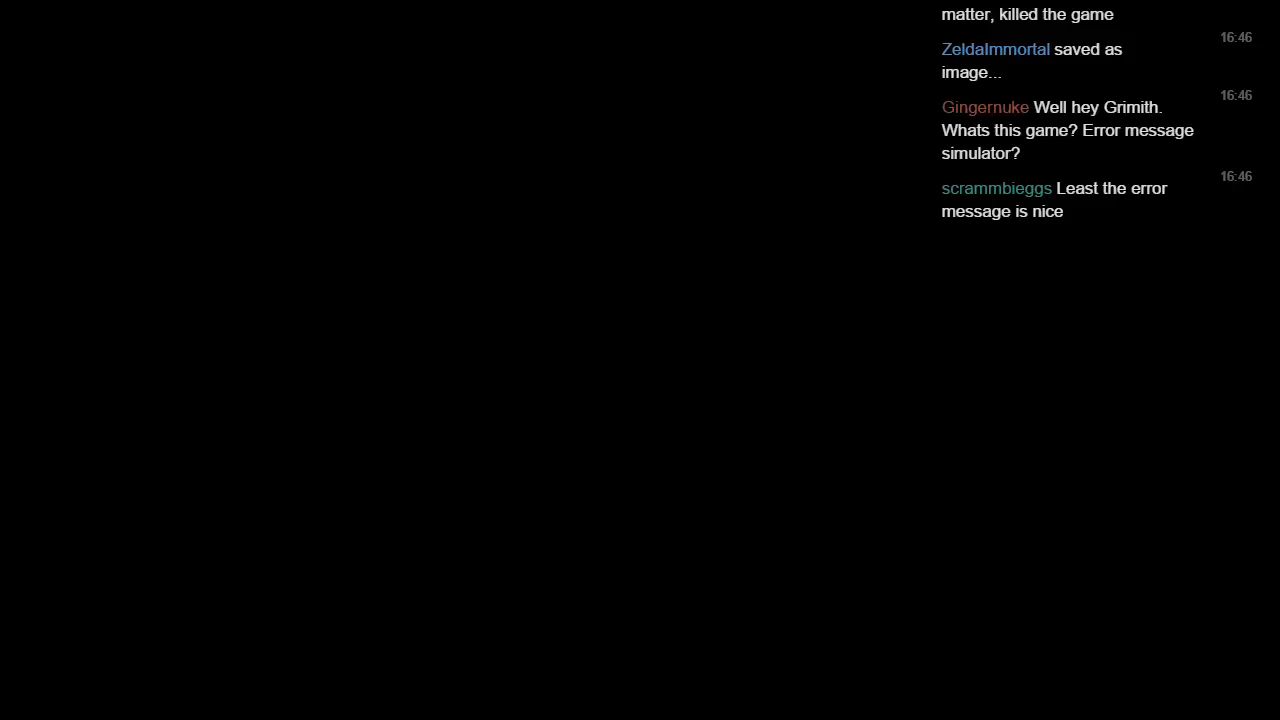 matter, killed the game
16:46
ZeldaImmortal saved as
image...
16:46
Gingernuke Well hey Grimith.
Whats this game? Error message
simulator?
16:46
scrammbieggs Least the error
message is nice